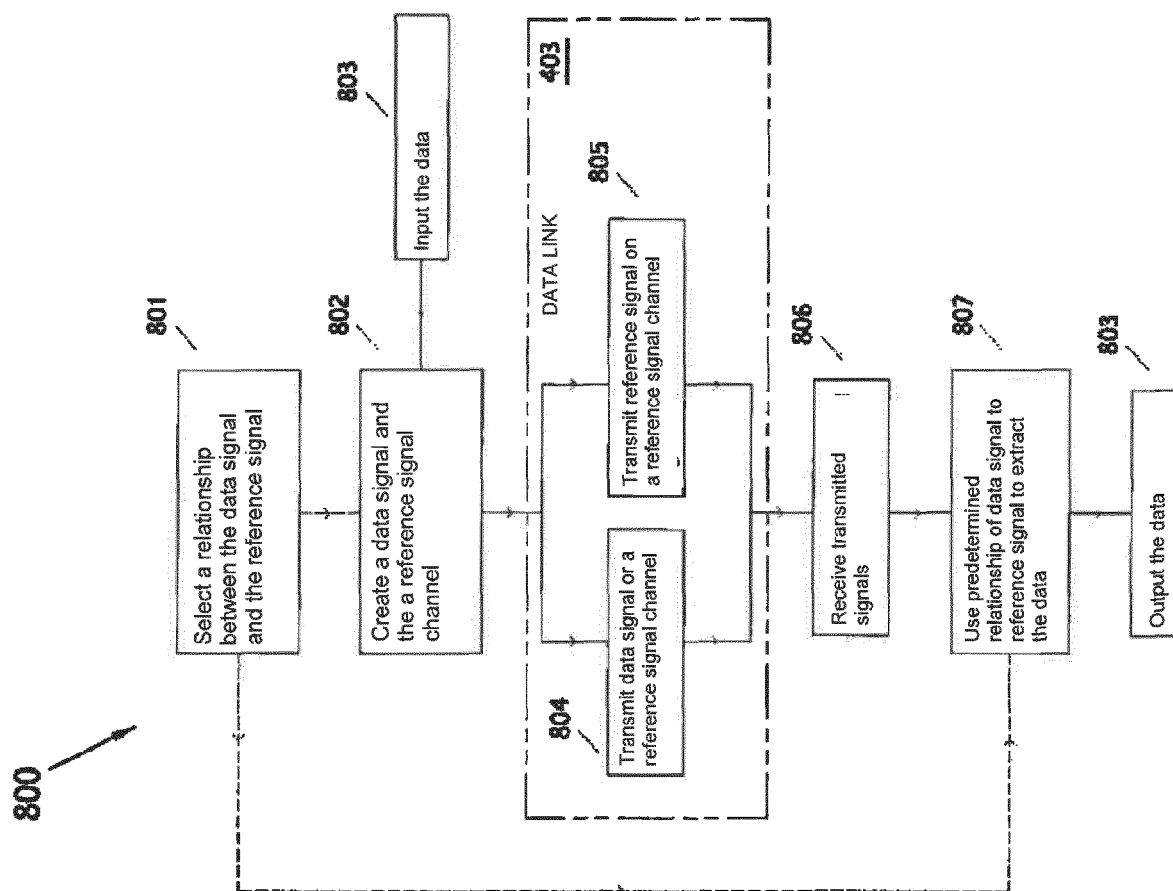 800
801
Select a relationship
between the data signal
and the reference signal
802
Create a data signal and
the a reference signal
channel
803
Input the data
403
DATA LINK
804
Transmit data signal or a
reference signal channel
805
Transmit reference signal on
a reference signal channel
806
Receive transmitted
signals
807
Use predetermined
relationship of data signal to
reference signal to extract
the data
803
Output the data